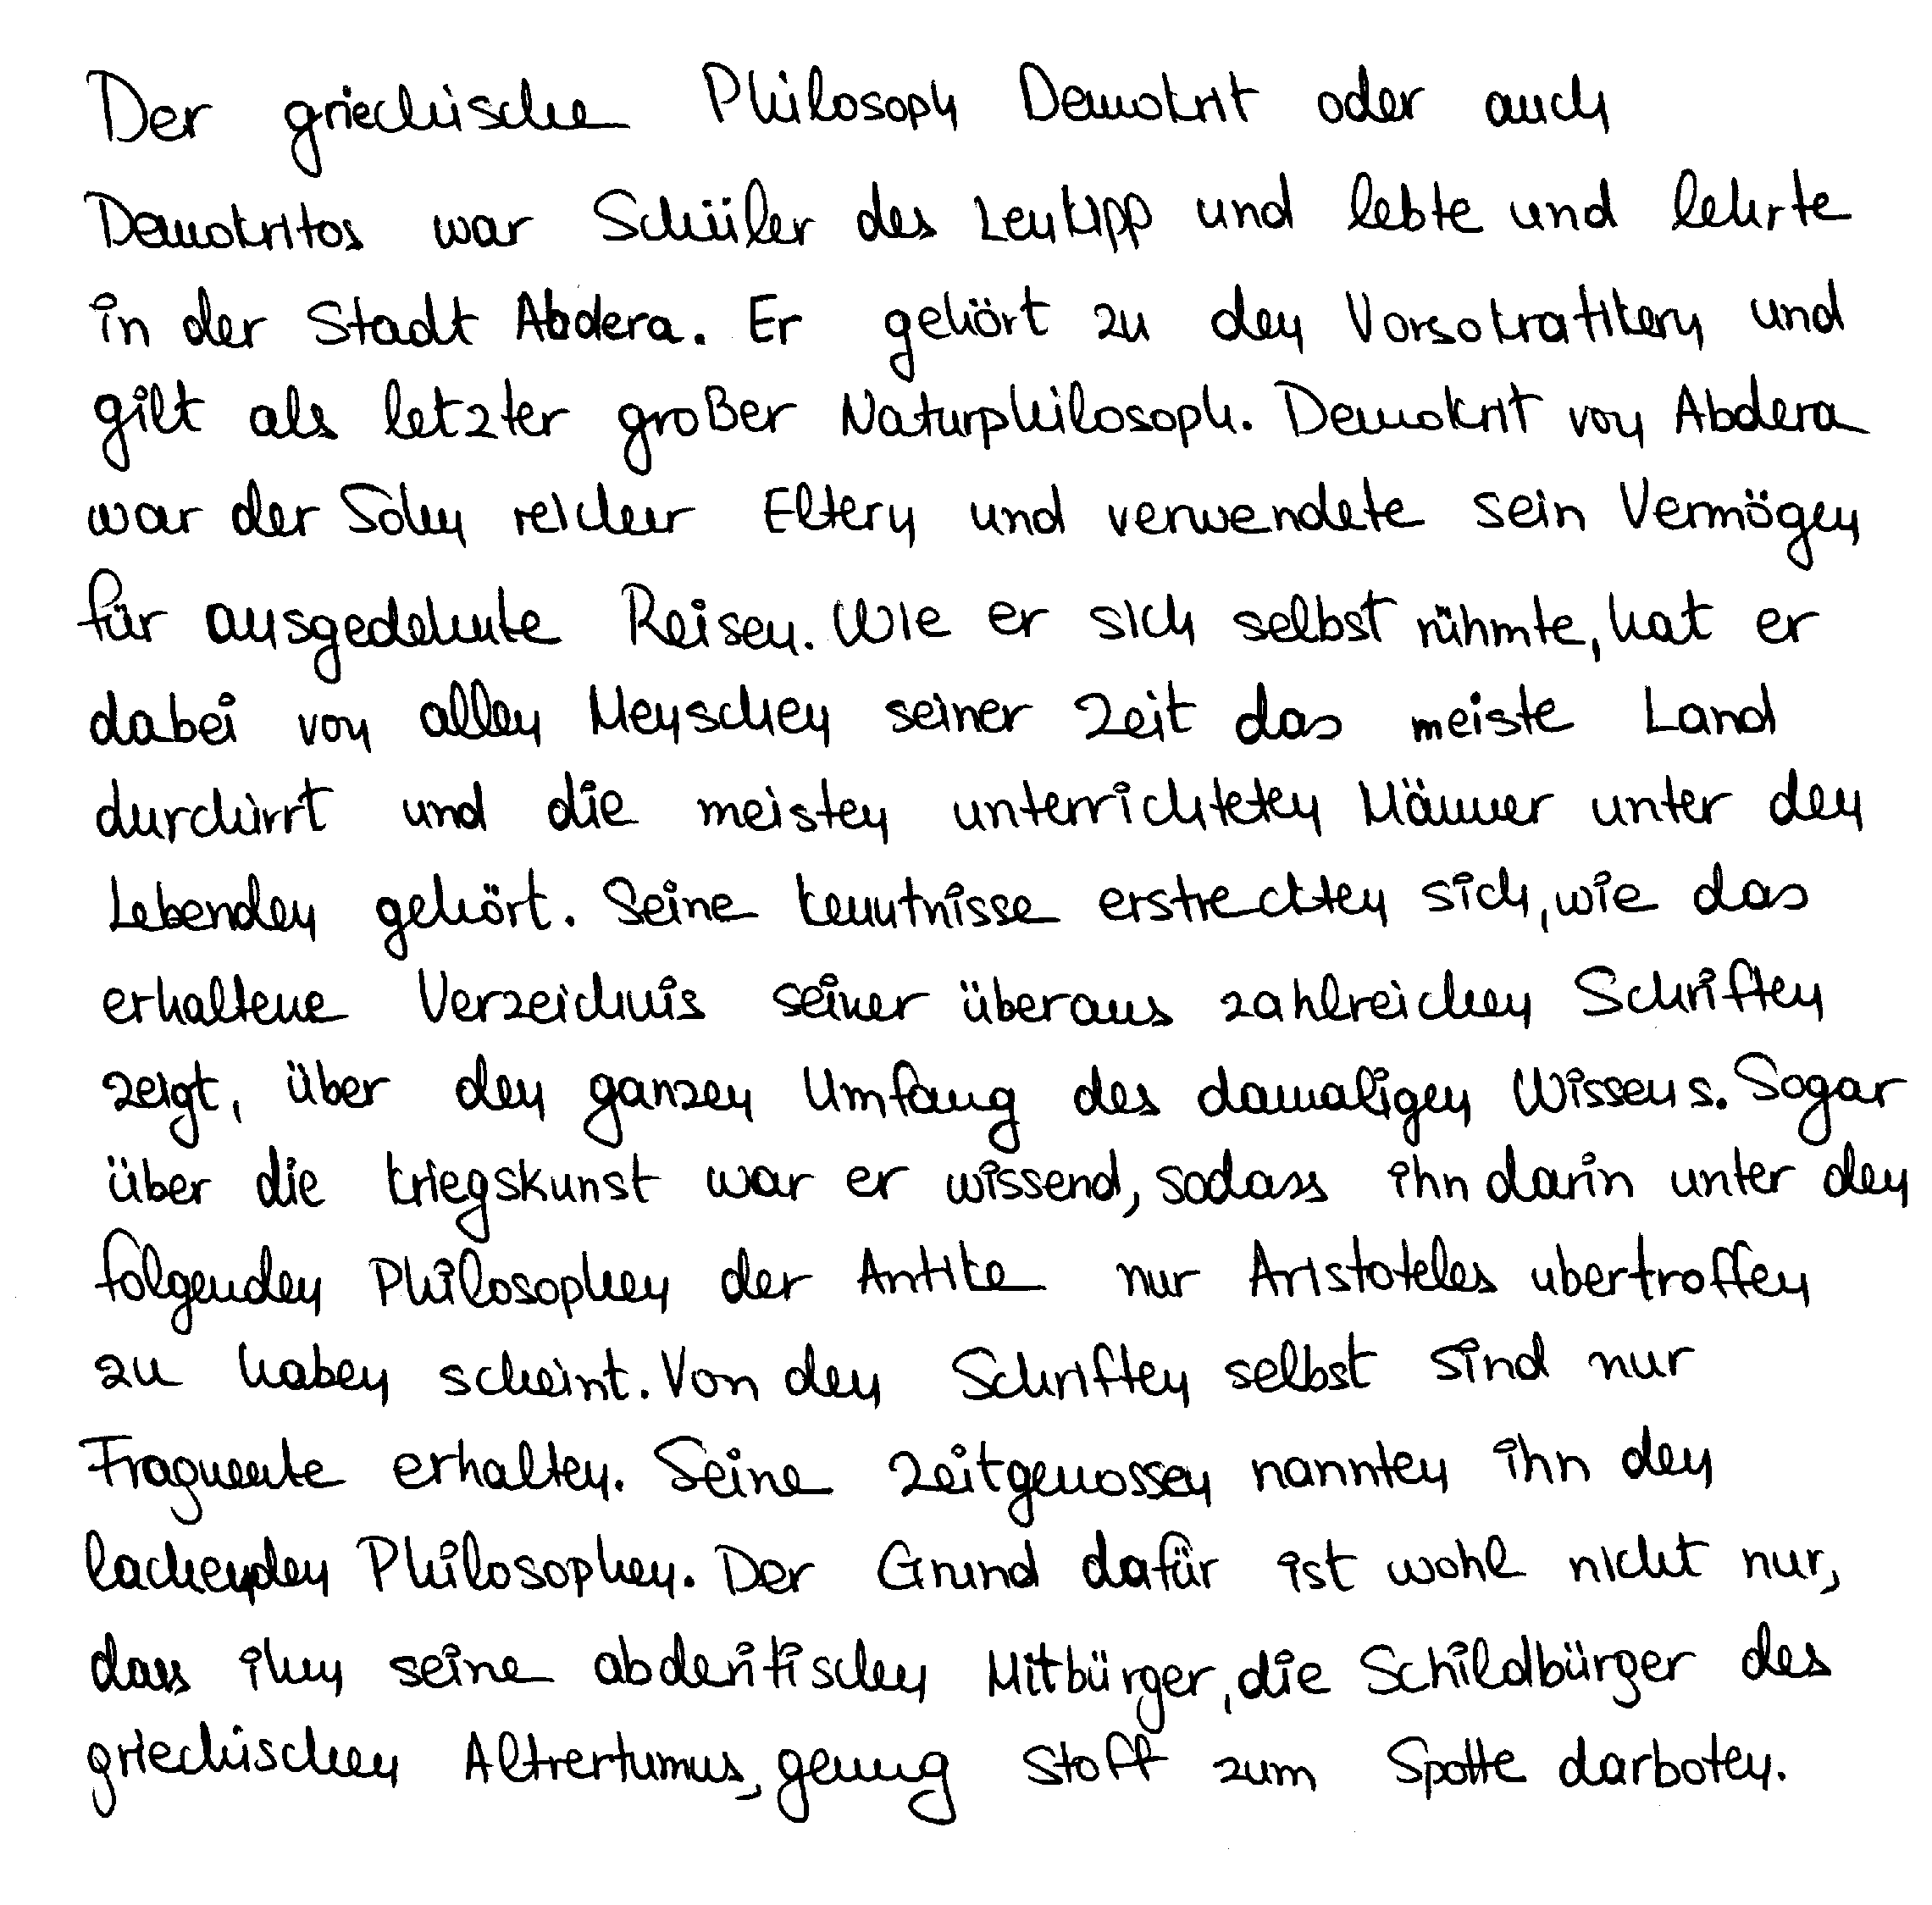 Der griechische Philosoph Demokrit oder auch
Demokritos war Schüler des Leukipp und lebte und lehrte
in der Stadt Abdera. Er gehört zu den Vorsokratikern und
gilt als letzter großer Naturphilosoph. Demokrit von Abdera
war der Sohn reicher Eltern und verwendete sein Vermögen
für ausgedehnte Reisen. Wie er sich selbst rühmte, hat er
dabei von allen Menschen seiner Zeit das meiste Land
durchirrt und die meisten unterrichteten Männer unter den
Lebenden gehört. Seine Kenntnisse erstreckten sich, wie das
erhaltene Verzeichnis seiner überaus zahlreichen Schriften
zeigt, über den ganzen Umfang des damaligen Wissens. Sogar
über die Kriegskunst war er wissend, sodass ihn darin unter den
folgenden Philosophen der Antike nur Aristoteles ubertroffen
zu haben scheint. Von den Schriften selbst sind nur
Fragmente erhalten. Seine Zeitgenossen nannten ihn den
lachenden Philosophen. Der Grund dafür ist wohl nicht nur,
dass ihm seine abderitischen Mitbürger, die Schildbürger des
griechischen Altrertumus, genug Stoff zum Spotte darboten.